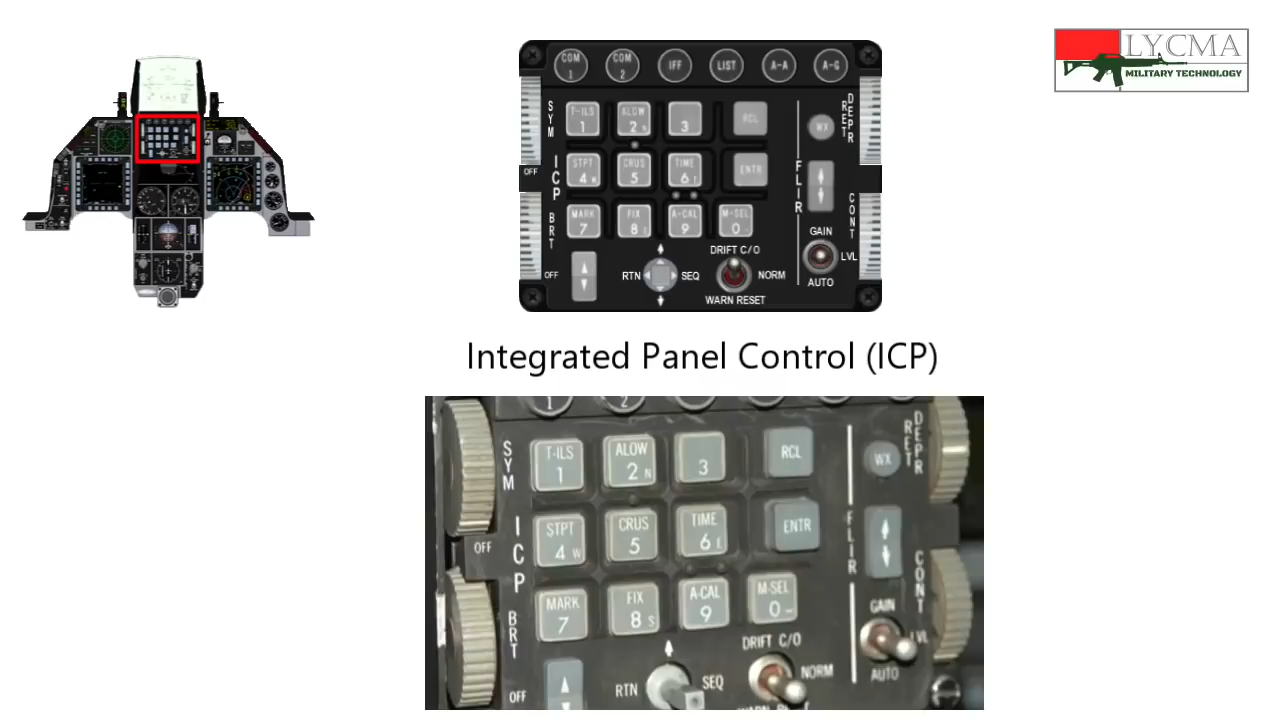 LYCMA
MILITARY TECHNOLOGY
COM 1
COM 2
IFF
LIST
A-A
A-G
SYM
T-ILS 1
ALOW 2 N
3
RCL
WX
DEPR
RET
OFF
ICP
STPT 4 W
CRUS 5
TIME 6 E
ENTR
FLIR
CONT
BRT
MARK 7
FIX 8 S
A-CAL 9
M-SEL 0 -
GAIN
LVL
AUTO
OFF
RTN
SEQ
DRIFT C/O
NORM
WARN RESET
Integrated Panel Control (ICP)
1
2
SYM
T-ILS 1
ALOW 2 N
3
RCL
WX
DEPR
RET
OFF
ICP
STPT 4 W
CRUS 5
TIME 6 E
ENTR
FLIR
CONT
BRT
MARK 7
FIX 8 S
A-CAL 9
M-SEL 0 -
GAIN
LVL
AUTO
OFF
RTN
SEQ
DRIFT C/O
NORM
WARN RESET